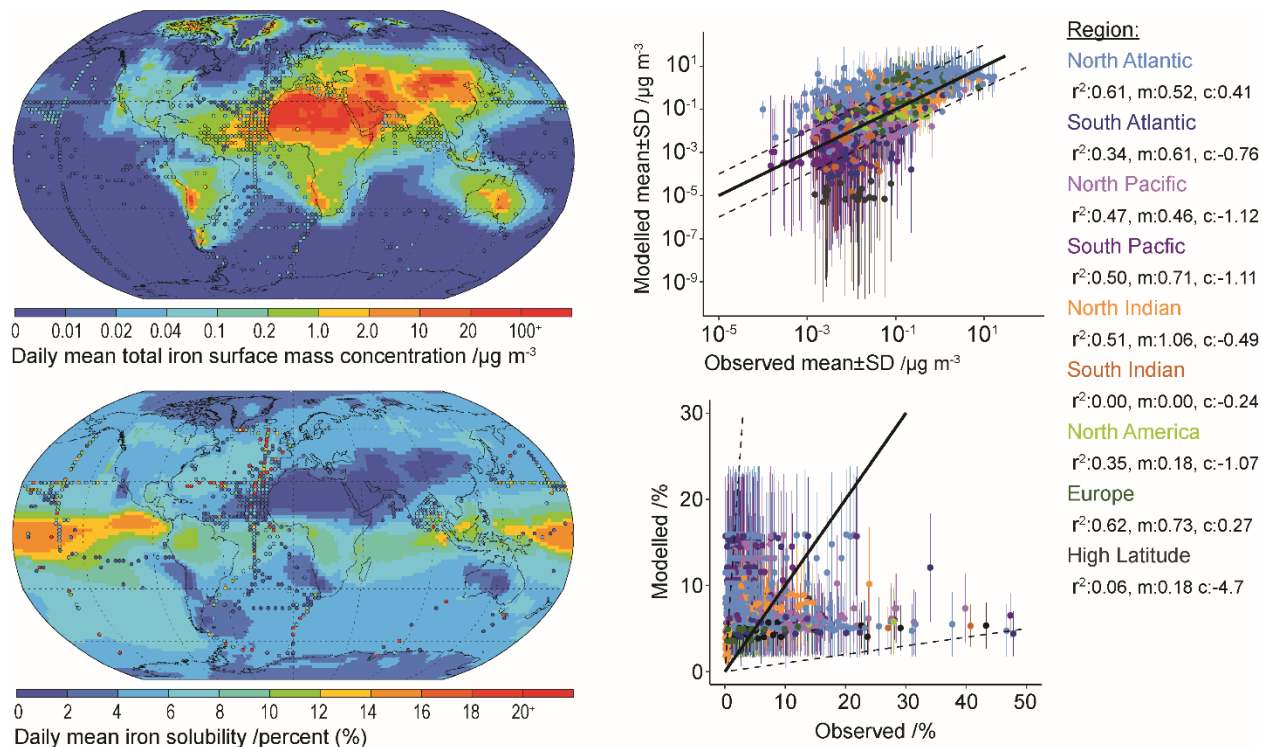 0 0.01 0.02 0.04 0.1 0.2 1.0 2.0 10 20 100+
Daily mean total iron surface mass concentration /µg m⁻³
Modelled mean±SD /µg m⁻³
10¹
10⁻¹
10⁻³
10⁻⁵
10⁻⁷
10⁻⁹
10⁻⁵ 10⁻³ 10⁻¹ 10¹
Observed mean±SD /µg m⁻³
0 2 4 6 8 10 12 14 16 18 20⁺
Daily mean iron solubility /percent (%)
Modelled /%
30
20
10
0
0 10 20 30 40 50
Observed /%
Region:
North Atlantic
r²:0.61, m:0.52, c:0.41
South Atlantic
r²:0.34, m:0.61, c:-0.76
North Pacific
r²:0.47, m:0.46, c:-1.12
South Pacfic
r²:0.50, m:0.71, c:-1.11
North Indian
r²:0.51, m:1.06, c:-0.49
South Indian
r²:0.00, m:0.00, c:-0.24
North America
r²:0.35, m:0.18, c:-1.07
Europe
r²:0.62, m:0.73, c:0.27
High Latitude
r²:0.06, m:0.18 c:-4.7